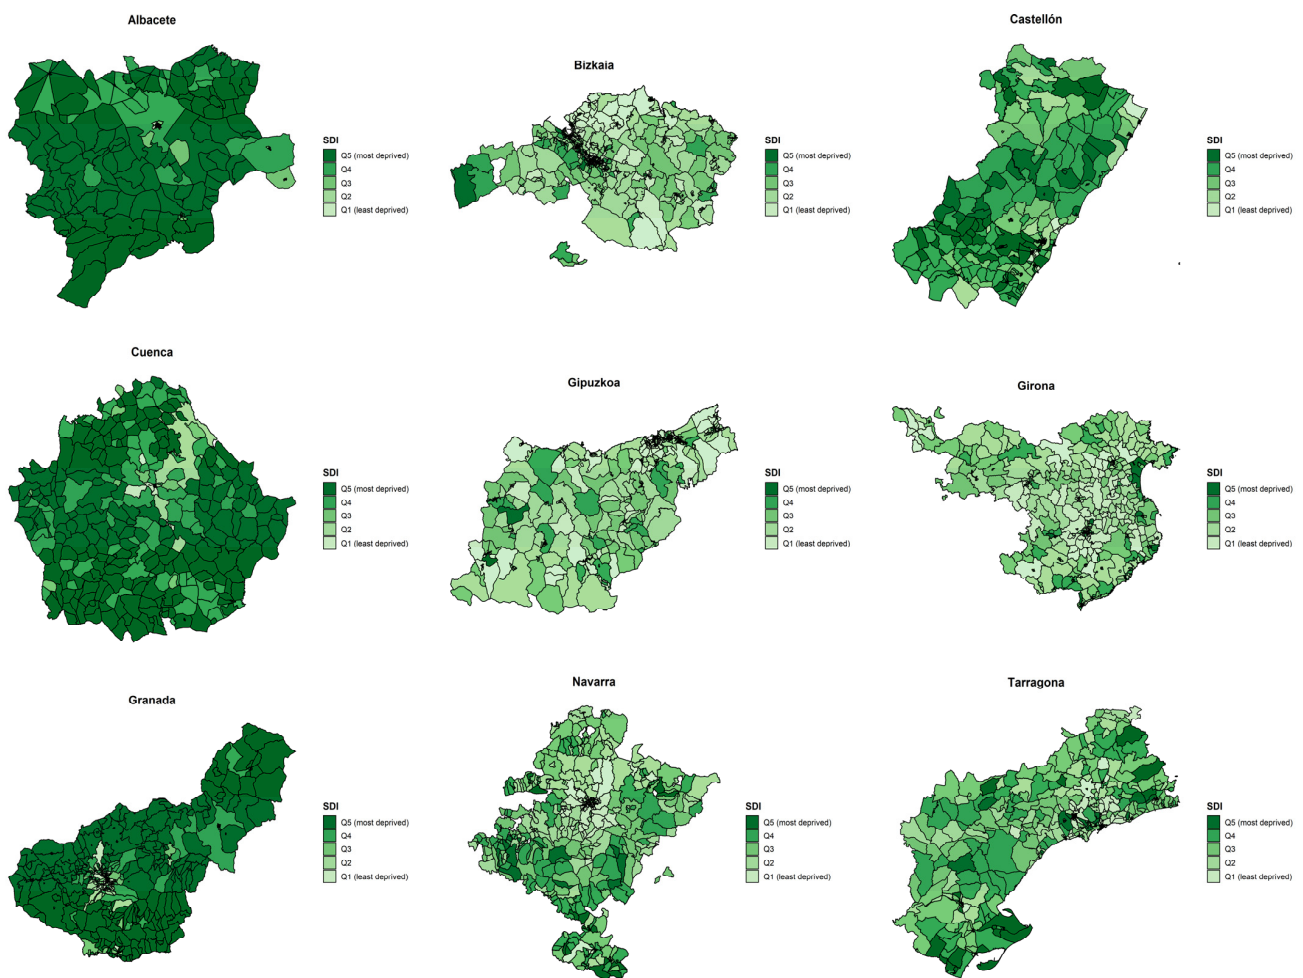 Albacete
SDI
Q5 (most deprived)
Q4
Q3
Q2
Q1 (least deprived)
Bizkaia
SDI
Q5 (most deprived)
Q4
Q3
Q2
Q1 (least deprived)
Castellón
SDI
Q5 (most deprived)
Q4
Q3
Q2
Q1 (least deprived)
Cuenca
SDI
Q5 (most deprived)
Q4
Q3
Q2
Q1 (least deprived)
Gipuzkoa
SDI
Q5 (most deprived)
Q4
Q3
Q2
Q1 (least deprived)
Girona
SDI
Q5 (most deprived)
Q4
Q3
Q2
Q1 (least deprived)
Granada
SDI
Q5 (most deprived)
Q4
Q3
Q2
Q1 (least deprived)
Navarra
SDI
Q5 (most deprived)
Q4
Q3
Q2
Q1 (least deprived)
Tarragona
SDI
Q5 (most deprived)
Q4
Q3
Q2
Q1 (least deprived)